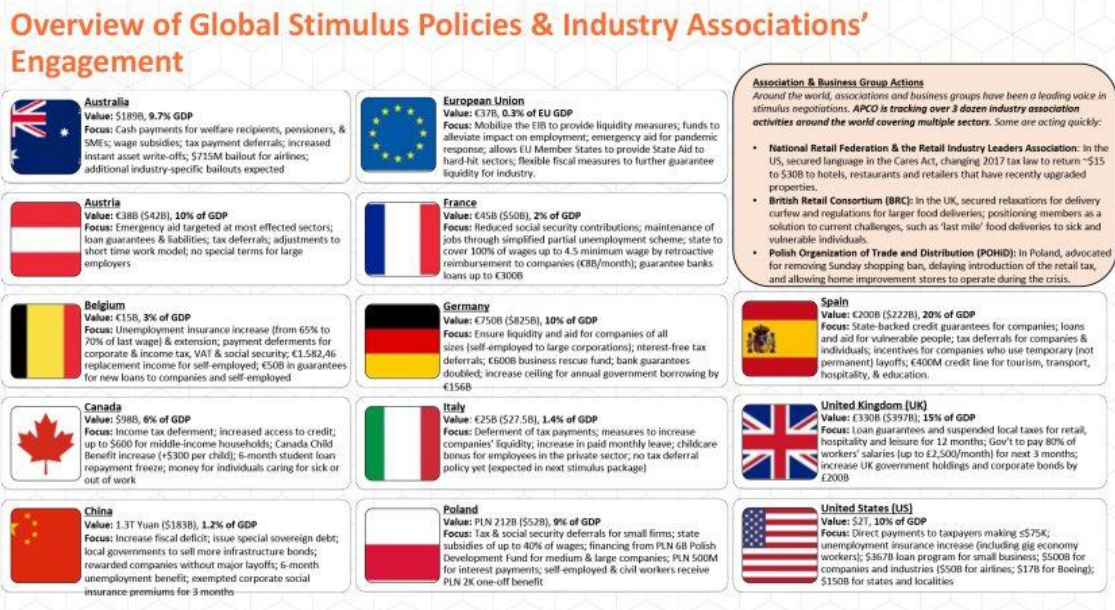 Overview of Global Stimulus Policies & Industry Associations'
Engagement
Australia
Value: $189B, 9.7% GDP
Focus: Cash payments for welfare recipients, pensioners, &
SMEs; wage subsidies; tax payment deferrals; increased
instant asset write-offs; $715M bailout for airlines;
additional industry-specific bailouts expected
Austria
Value: €38B ($42B), 10% of GDP
Focus: Emergency aid targeted at most effected sectors;
loan guarantees & liabilities; tax deferrals; adjustments to
short time work model; no special terms for large
employers
Belgium
Value: €15B, 3% of GDP
Focus: Unemployment insurance increase (from 65% to
70% of last wage) & extension; payment deferments for
corporate & income tax, VAT & social security; €1.582,46
replacement income for self-employed; €50B in guarantees
for new loans to companies and self-employed
Canada
Value: $98B, 6% of GDP
Focus: Income tax deferment; increased access to credit;
up to $600 for middle-income households; Canada Child
Benefit increase (+$300 per child); 6-month student loan
repayment freeze; money for individuals caring for sick or
out of work
China
Value: 1.3T Yuan ($183B), 1.2% of GDP
Focus: Increase fiscal deficit; issue special sovereign debt;
local governments to sell more infrastructure bonds;
rewarded companies without major layoffs; 6-month
unemployment benefit; exempted corporate social
insurance premiums for 3 months
European Union
Value: €37B, 0.3% of EU GDP
Focus: Mobilize the EIB to provide liquidity measures; funds to
alleviate impact on employment; emergency aid for pandemic
response; allows EU Member States to provide State Aid to
hard-hit sectors; flexible fiscal measures to further guarantee
liquidity for industry.
France
Value: €45B ($50B), 2% of GDP
Focus: Reduced social security contributions; maintenance of
jobs through simplified partial unemployment scheme; state to
cover 100% of wages up to 4.5 minimum wage by retroactive
reimbursement to companies (€8B/month); guarantee banks
loans up to €300B
Germany
Value: €750B ($825B), 10% of GDP
Focus: Ensure liquidity and aid for companies of all
sizes (self-employed to large corporations); nterest-free tax
deferrals; €600B business rescue fund; bank guarantees
doubled; increase ceiling for annual government borrowing by
€156B
Italy
Value: €25B ($27.5B), 1.4% of GDP
Focus: Deferment of tax payments; measures to increase
companies' liquidity; increase in paid monthly leave; childcare
bonus for employees in the private sector; no tax deferral
policy yet (expected in next stimulus package)
Poland
Value: PLN 212B ($52B), 9% of GDP
Focus: Tax & social security deferrals for small firms; state
subsidies of up to 40% of wages; financing from PLN 6B Polish
Development Fund for medium & large companies; PLN 500M
for interest payments; self-employed & civil workers receive
PLN 2K one-off benefit
Association & Business Group Actions
Around the world, associations and business groups have been a leading voice in
stimulus negotiations. APCO is tracking over 3 dozen industry association
activities around the world covering multiple sectors. Some are acting quickly:
• National Retail Federation & the Retail Industry Leaders Association: In the
US, secured language in the Cares Act, changing 2017 tax law to return ~$15
to $30B to hotels, restaurants and retailers that have recently upgraded
properties.
• British Retail Consortium (BRC): In the UK, secured relaxations for delivery
curfew and regulations for larger food deliveries; positioning members as a
solution to current challenges, such as 'last mile' food deliveries to sick and
vulnerable individuals.
• Polish Organization of Trade and Distribution (POHiD): In Poland, advocated
for removing Sunday shopping ban, delaying introduction of the retail tax,
and allowing home improvement stores to operate during the crisis.
Spain
Value: €200B ($222B), 20% of GDP
Focus: State-backed credit guarantees for companies; loans
and aid for vulnerable people; tax deferrals for companies &
individuals; incentives for companies who use temporary (not
permanent) layoffs; €400M credit line for tourism, transport,
hospitality, & education.
United Kingdom (UK)
Value: £330B ($397B); 15% of GDP
Focus: Loan guarantees and suspended local taxes for retail,
hospitality and leisure for 12 months; Gov't to pay 80% of
workers' salaries (up to £2,500/month) for next 3 months;
increase UK government holdings and corporate bonds by
£200B
United States (US)
Value: $2T, 10% of GDP
Focus: Direct payments to taxpayers making ≤$75K;
unemployment insurance increase (including gig economy
workers); $367B loan program for small business; $500B for
companies and industries ($50B for airlines; $17B for Boeing);
$150B for states and localities